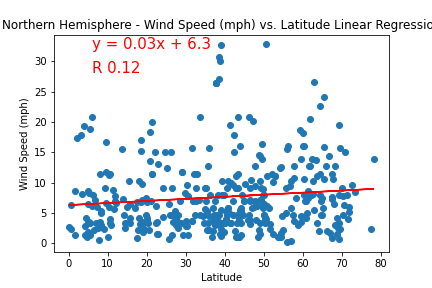 Northern Hemisphere - Wind Speed (mph) vs. Latitude Linear Regressio
y = 0.03x + 6.3
R 0.12
30
25
20
15
10
5
0
Wind Speed (mph)
0 10 20 30 40 50 60 70 80
Latitude